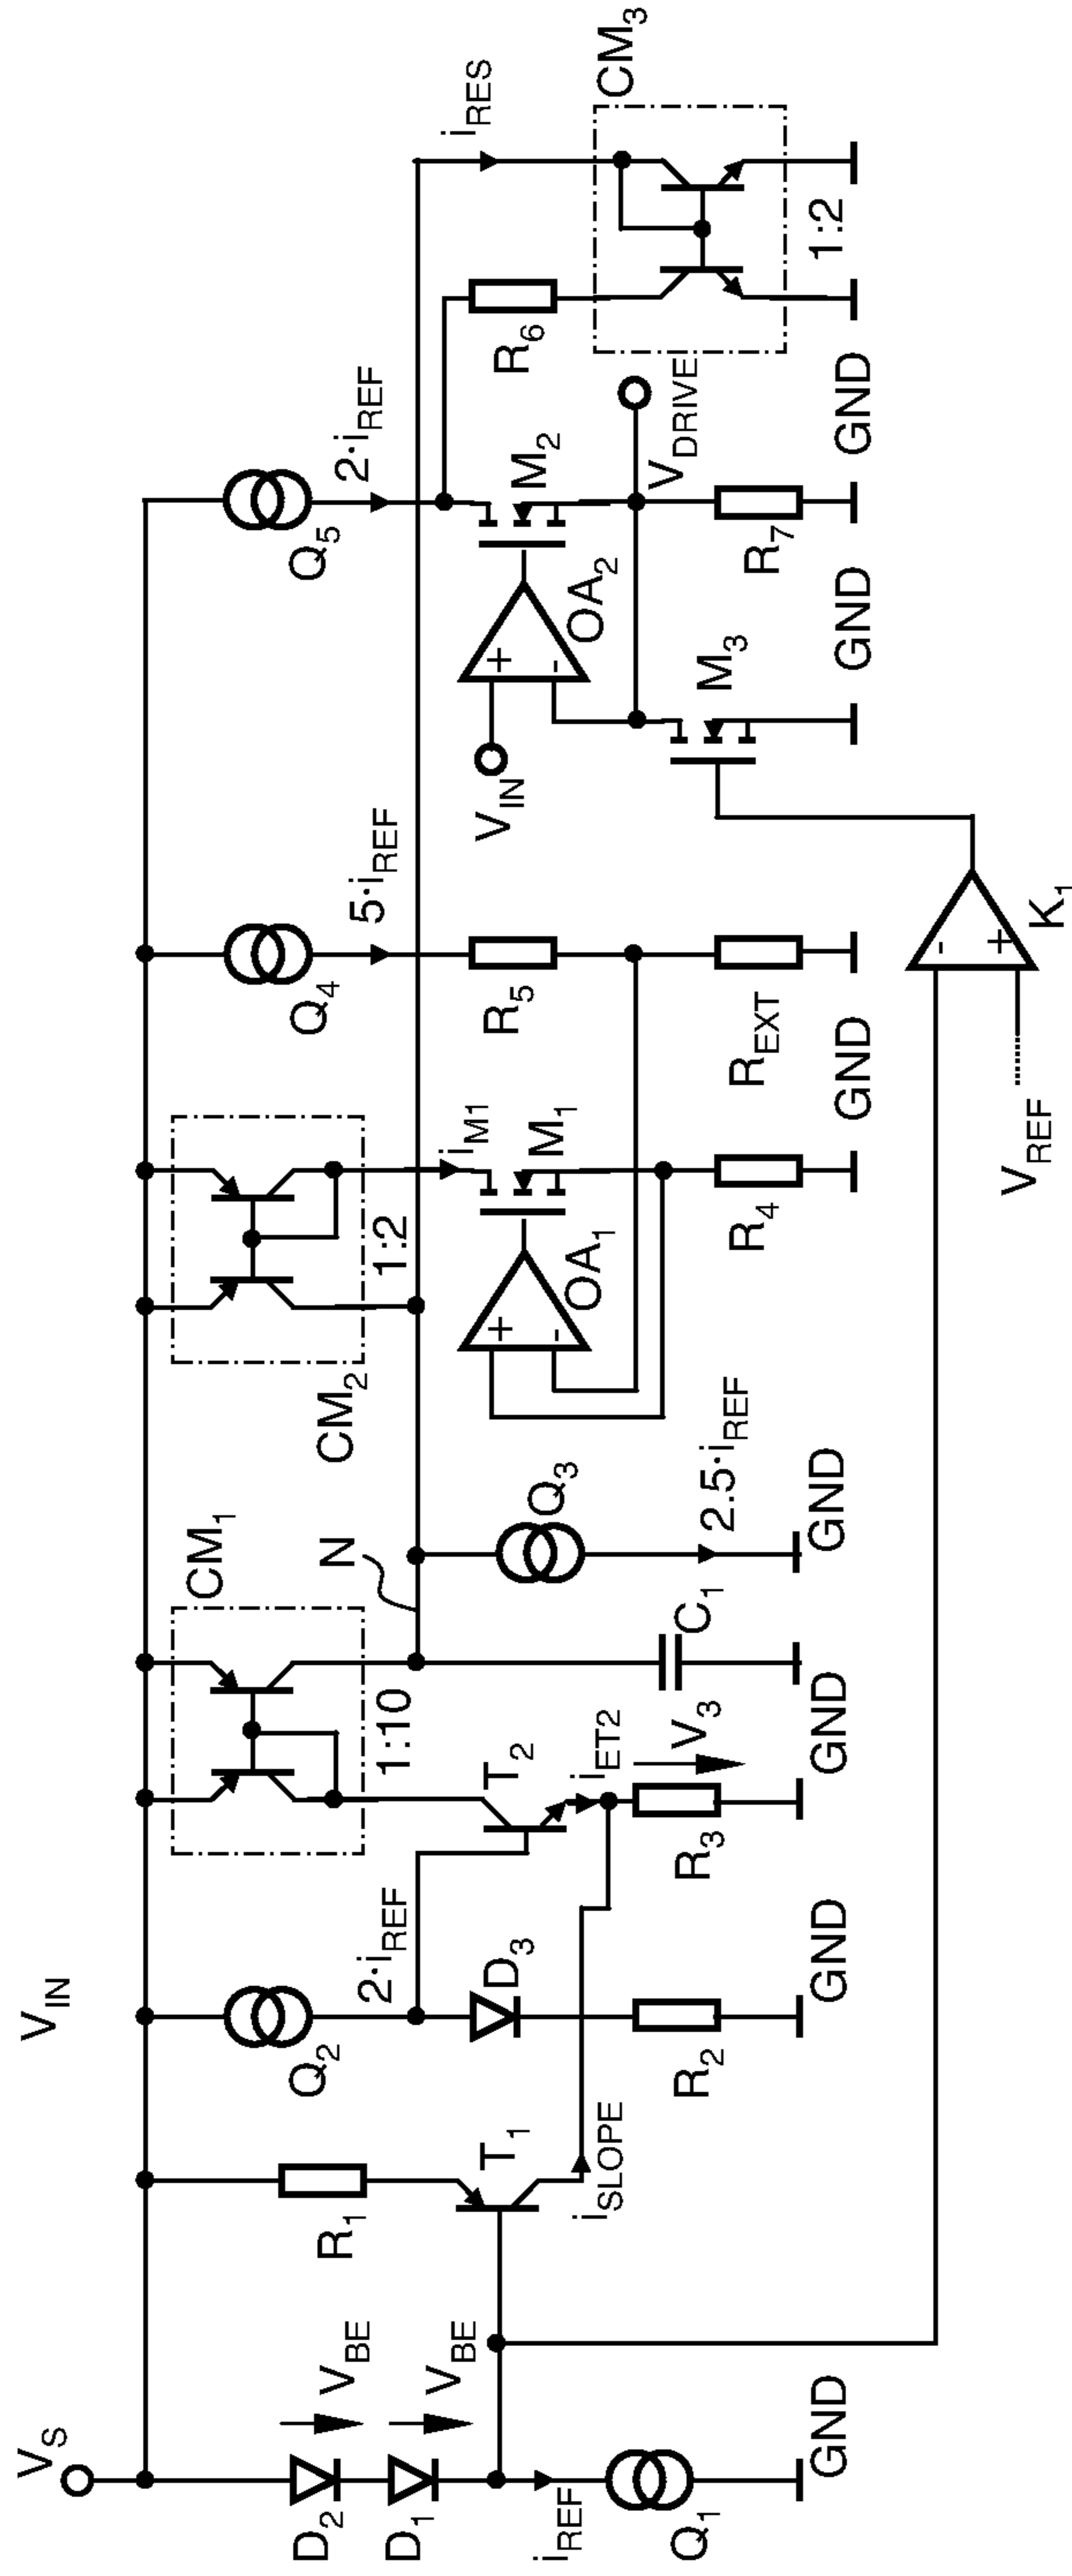 V_S
V_IN
D_2
V_BE
D_1
V_BE
i_REF
Q_1
GND
R_1
T_1
i_SLOPE
Q_2
2·i_REF
D_3
R_2
GND
CM_1
1:10
T_2
i_ET2
R_3
V_3
GND
N
C_1
GND
Q_3
2.5·i_REF
GND
CM_2
1:2
i_M1
OA_1
+
-
M_1
R_4
GND
Q_4
5·i_REF
R_5
R_EXT
GND
V_REF
-
+
K_1
V_IN
+
-
OA_2
M_2
M_3
GND
Q_5
2·i_REF
V_DRIVE
R_7
GND
R_6
i_RES
CM_3
1:2